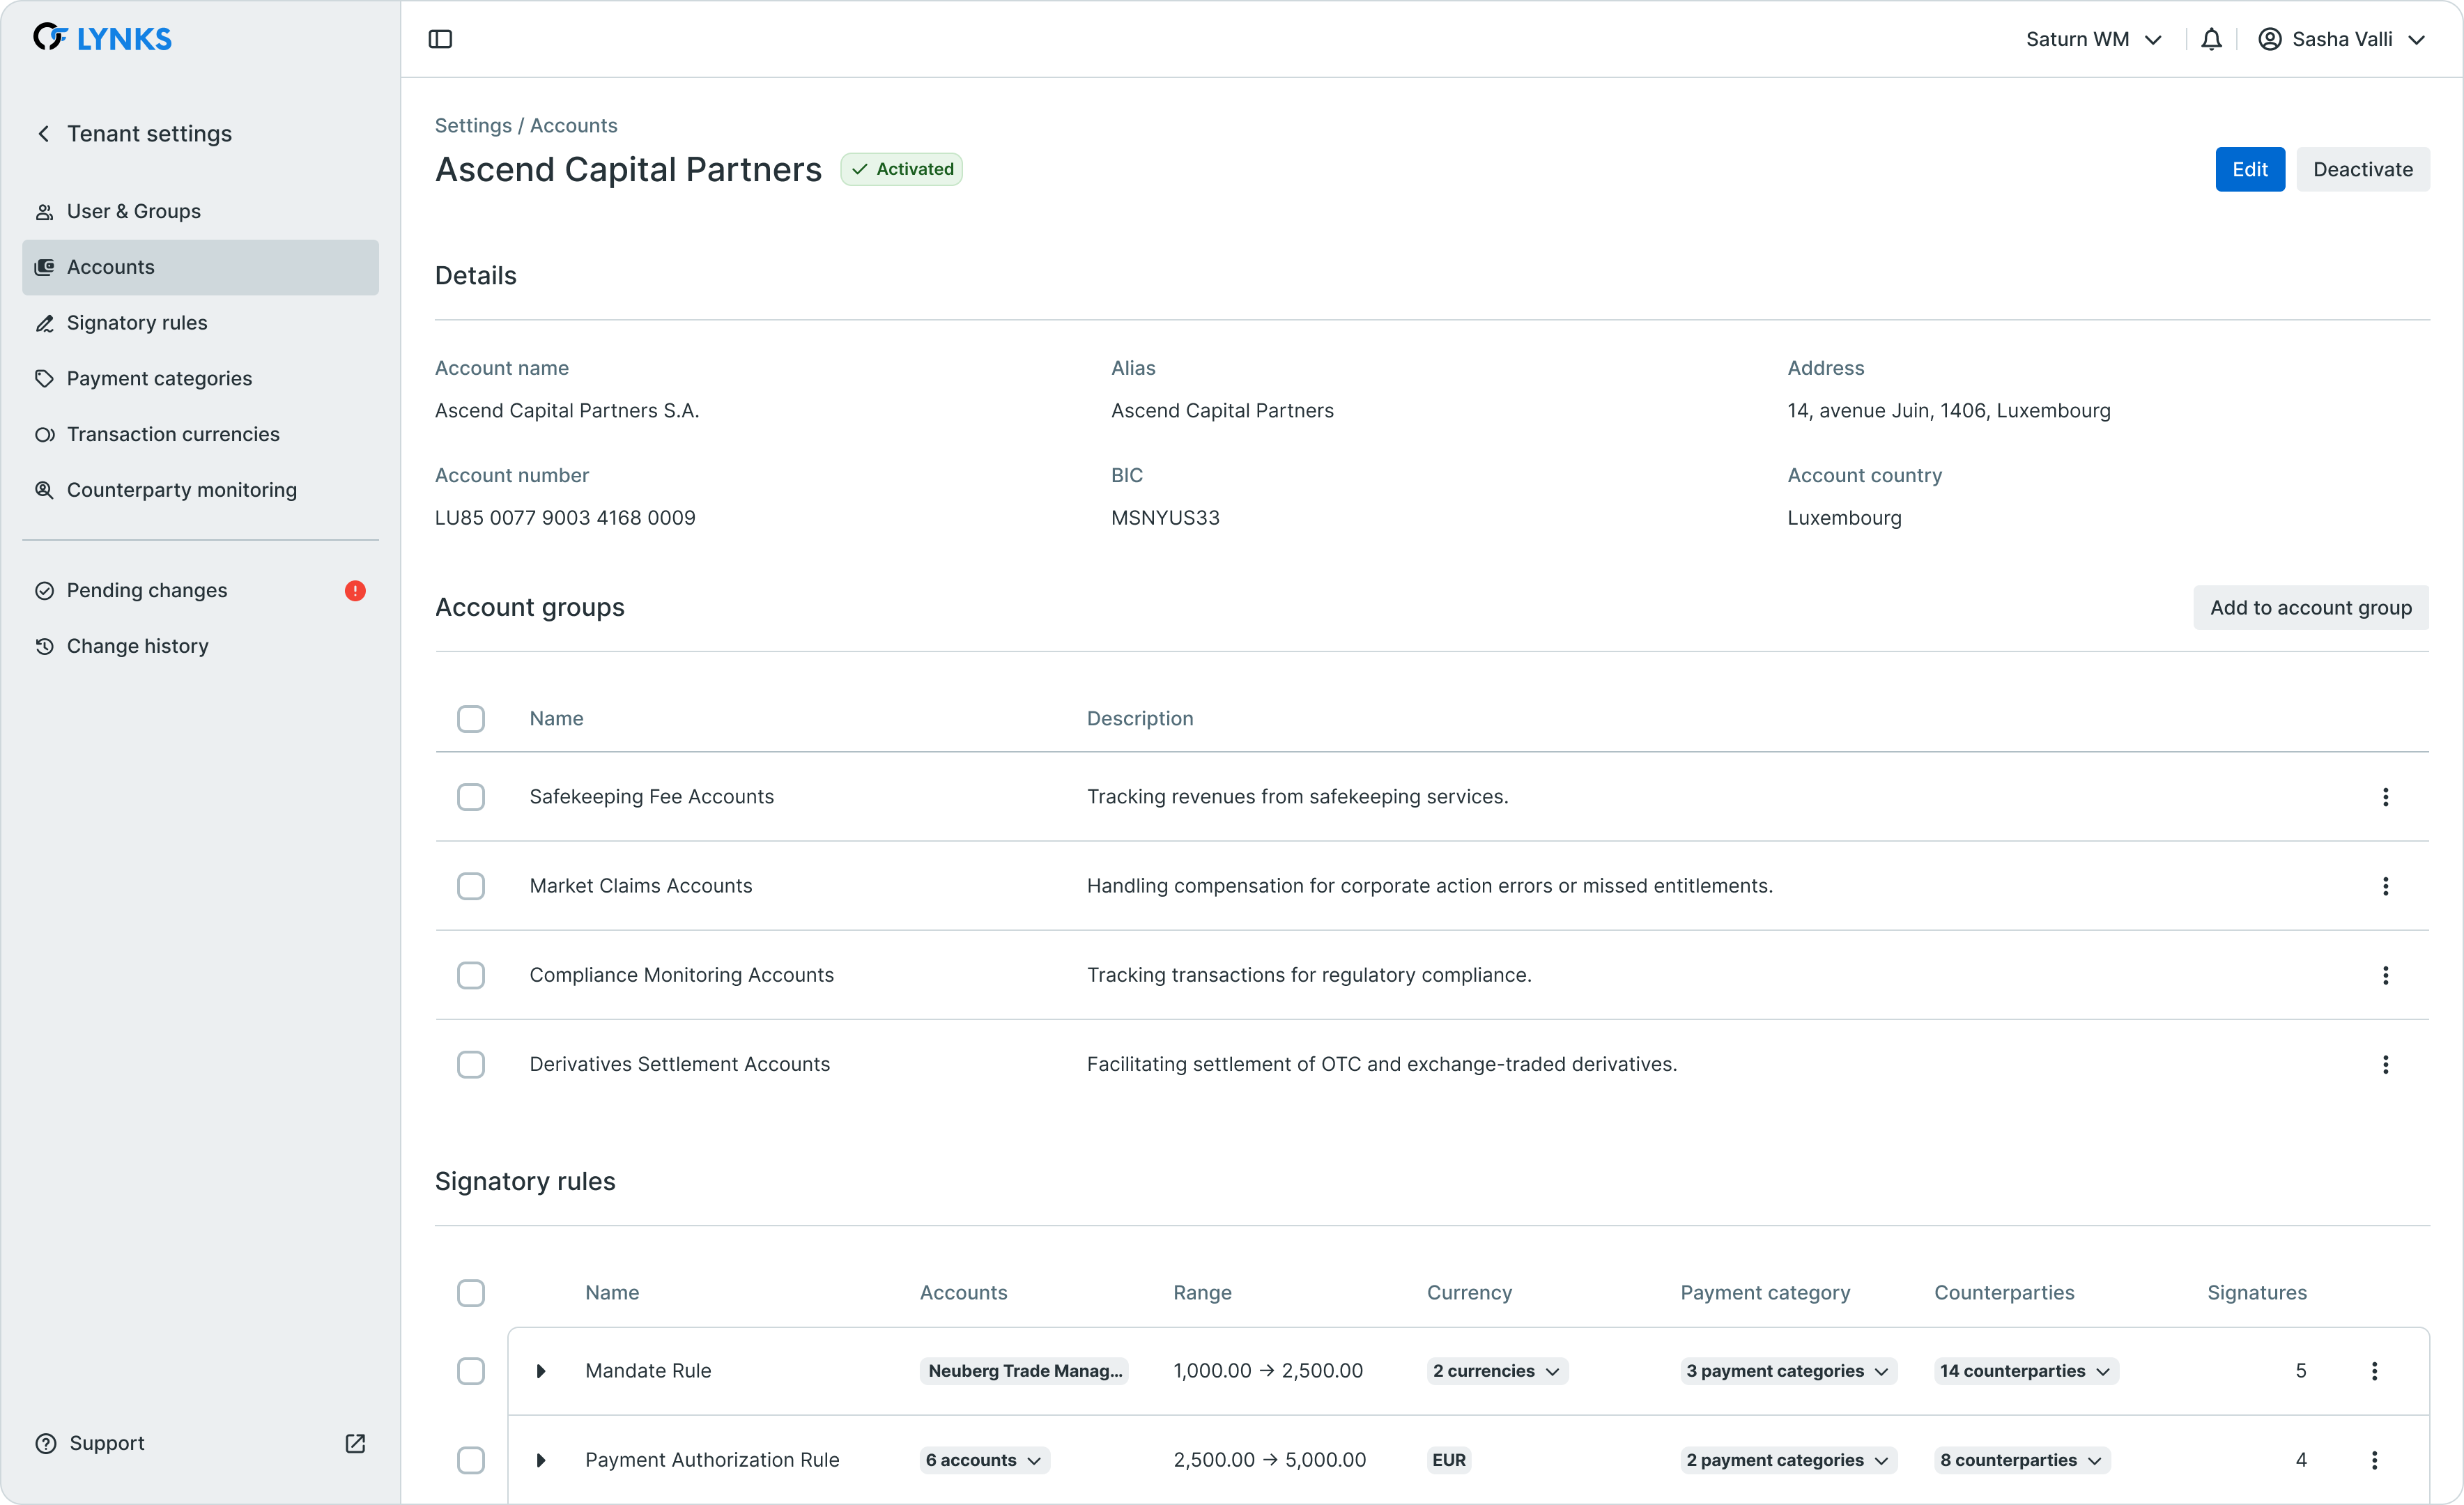 LYNKS
Saturn WM
Sasha Valli
Tenant settings
User & Groups
Accounts
Signatory rules
Payment categories
Transaction currencies
Counterparty monitoring
Pending changes
Change history
Support
Settings / Accounts
Ascend Capital Partners
Activated
Edit
Deactivate
Details
Account name
Alias
Address
Ascend Capital Partners S.A.
Ascend Capital Partners
14, avenue Juin, 1406, Luxembourg
Account number
BIC
Account country
LU85 0077 9003 4168 0009
MSNYUS33
Luxembourg
Account groups
Add to account group
Name Description
Safekeeping Fee Accounts Tracking revenues from safekeeping services.
Market Claims Accounts Handling compensation for corporate action errors or missed entitlements.
Compliance Monitoring Accounts Tracking transactions for regulatory compliance.
Derivatives Settlement Accounts Facilitating settlement of OTC and exchange-traded derivatives.
Signatory rules
Name Accounts Range Currency Payment category Counterparties Signatures
Mandate Rule Neuberg Trade Manag... 1,000.00 → 2,500.00 2 currencies 3 payment categories 14 counterparties 5
Payment Authorization Rule 6 accounts 2,500.00 → 5,000.00 EUR 2 payment categories 8 counterparties 4